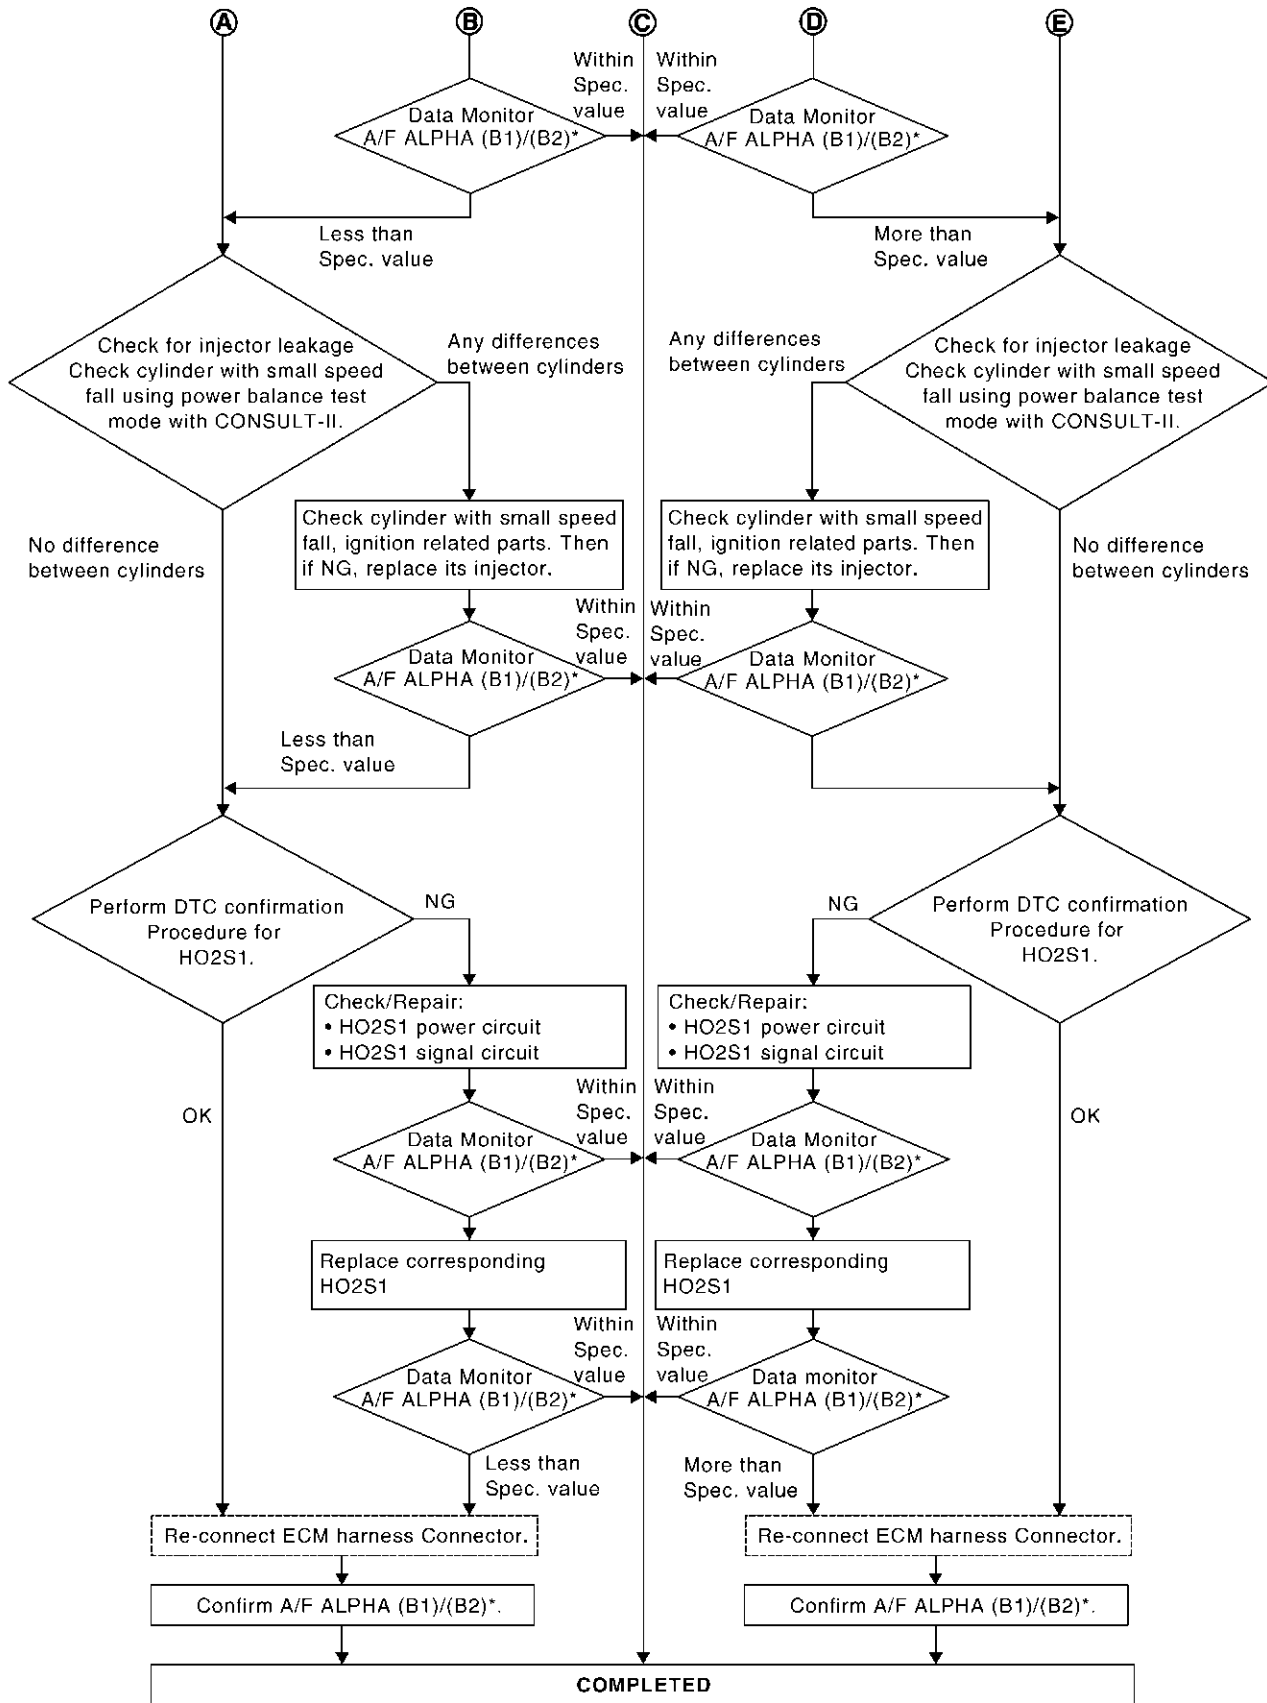 A
B
C
D
E
Within
Spec.
value
Within
Spec.
value
Data Monitor
A/F ALPHA (B1)/(B2)*
Data Monitor
A/F ALPHA (B1)/(B2)*
Less than
Spec. value
More than
Spec. value
Check for injector leakage
Check cylinder with small speed
fall using power balance test
mode with CONSULT-II.
Any differences
between cylinders
Any differences
between cylinders
Check for injector leakage
Check cylinder with small speed
fall using power balance test
mode with CONSULT-II.
No difference
between cylinders
Check cylinder with small speed
fall, ignition related parts. Then
if NG, replace its injector.
Check cylinder with small speed
fall, ignition related parts. Then
if NG, replace its injector.
No difference
between cylinders
Within
Spec.
value
Within
Spec.
value
Data Monitor
A/F ALPHA (B1)/(B2)*
Data Monitor
A/F ALPHA (B1)/(B2)*
Less than
Spec. value
Perform DTC confirmation
Procedure for
HO2S1.
NG
NG
Perform DTC confirmation
Procedure for
HO2S1.
Check/Repair:
• HO2S1 power circuit
• HO2S1 signal circuit
Check/Repair:
• HO2S1 power circuit
• HO2S1 signal circuit
OK
Within
Spec.
value
Within
Spec.
value
OK
Data Monitor
A/F ALPHA (B1)/(B2)*
Data Monitor
A/F ALPHA (B1)/(B2)*
Replace corresponding
HO2S1
Replace corresponding
HO2S1
Within
Spec.
value
Within
Spec.
value
Data Monitor
A/F ALPHA (B1)/(B2)*
Data monitor
A/F ALPHA (B1)/(B2)*
Less than
Spec. value
More than
Spec. value
Re-connect ECM harness Connector.
Re-connect ECM harness Connector.
Confirm A/F ALPHA (B1)/(B2)*.
Confirm A/F ALPHA (B1)/(B2)*.
COMPLETED